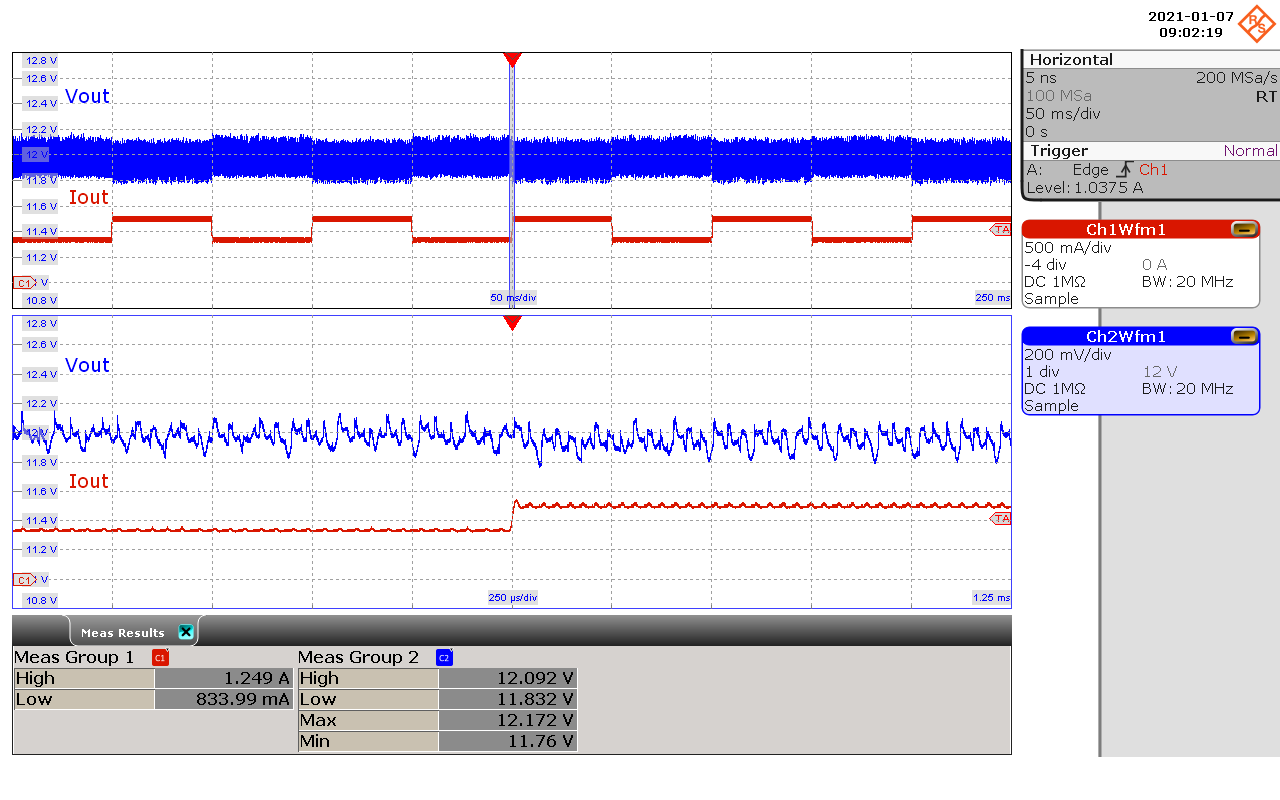 2021-01-07
09:02:19
R&S
Horizontal
5 ns 200 MSa/s
100 MSa RT
50 ms/div
0 s
Trigger Normal
A: Edge Ch1
Level: 1.0375 A
Ch1Wfm1
500 mA/div
-4 div 0 A
DC 1MΩ BW: 20 MHz
Sample
Ch2Wfm1
200 mV/div
1 div 12 V
DC 1MΩ BW: 20 MHz
Sample
12.8 V
12.6 V
Vout
12.4 V
12.2 V
12 V
11.8 V
Iout
11.6 V
11.4 V
TA
11.2 V
C1 V
10.8 V 50 ms/div 250 ms
12.8 V
12.6 V
Vout
12.4 V
12.2 V
12 V
11.8 V
Iout
11.6 V
11.4 V
TA
11.2 V
C1 V
10.8 V 250 µs/div 1.25 ms
Meas Results
Meas Group 1 C1 Meas Group 2 C2
High 1.249 A High 12.092 V
Low 833.99 mA Low 11.832 V
Max 12.172 V
Min 11.76 V